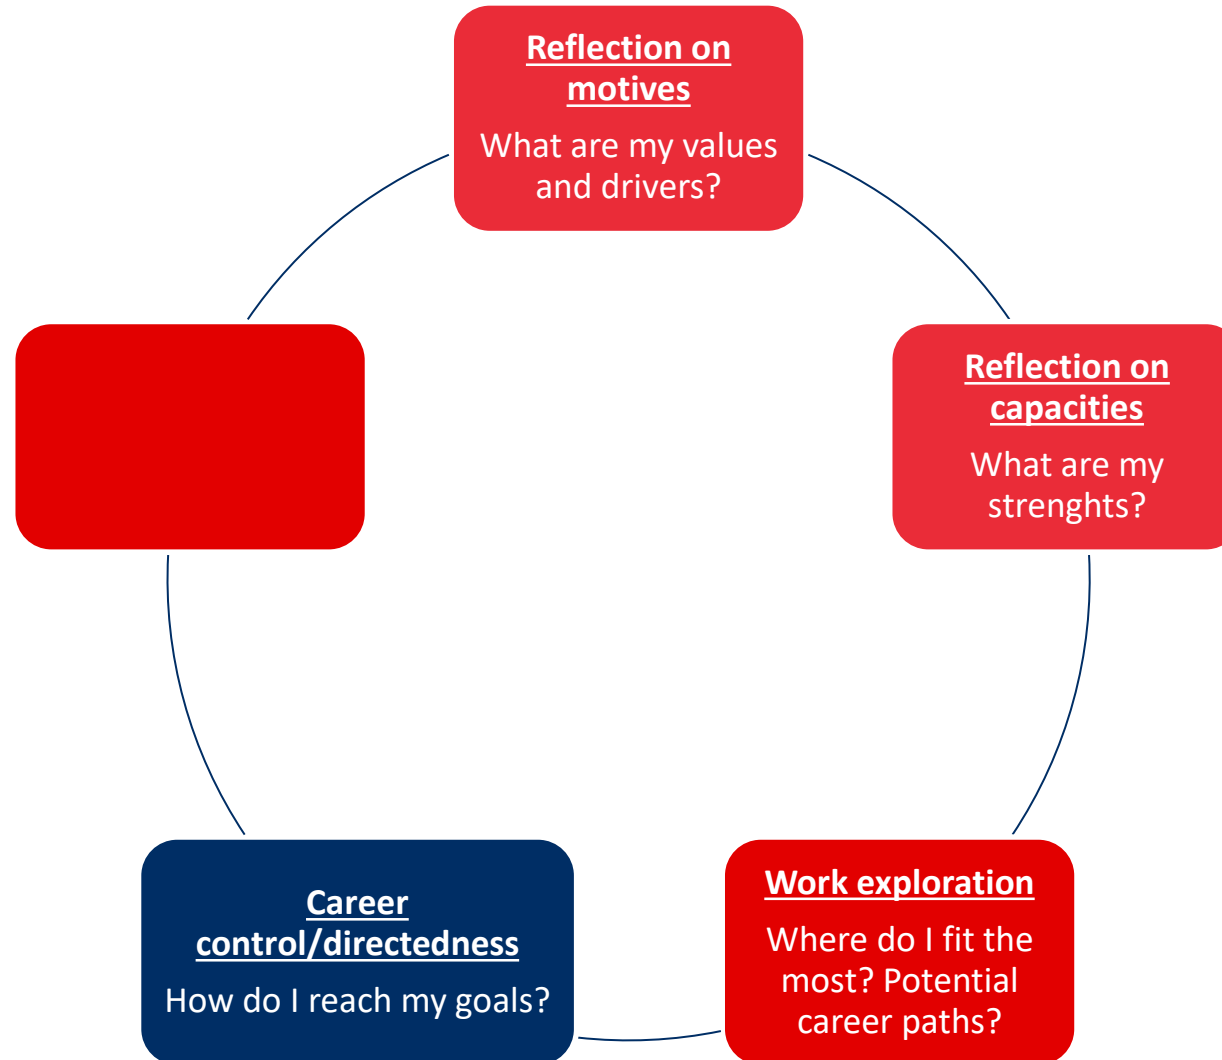 Reflection on
motives
What are my values
and drivers?
Reflection on
capacities
What are my
strenghts?
Work exploration
Where do I fit the
most? Potential
career paths?
Career
control/directedness
How do I reach my goals?